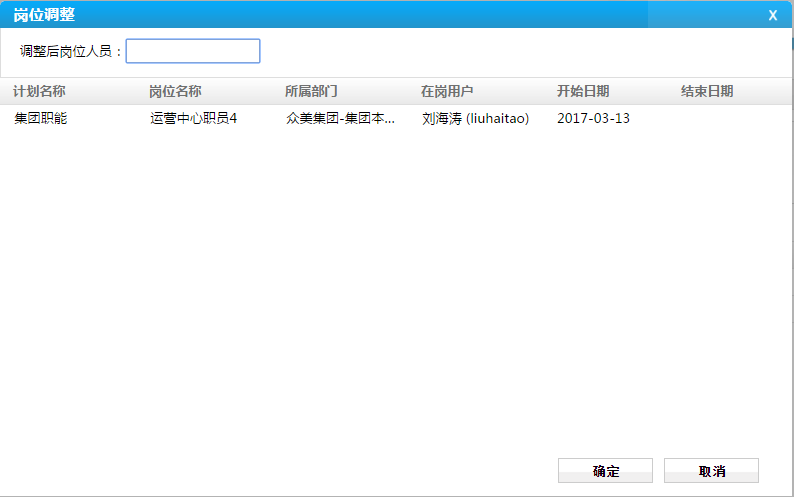 岗位调整 X
调整后岗位人员：
计划名称 岗位名称 所属部门 在岗用户 开始日期 结束日期
集团职能 运营中心职员4 众美集团-集团本... 刘海涛 (liuhaitao) 2017-03-13
确定 取消